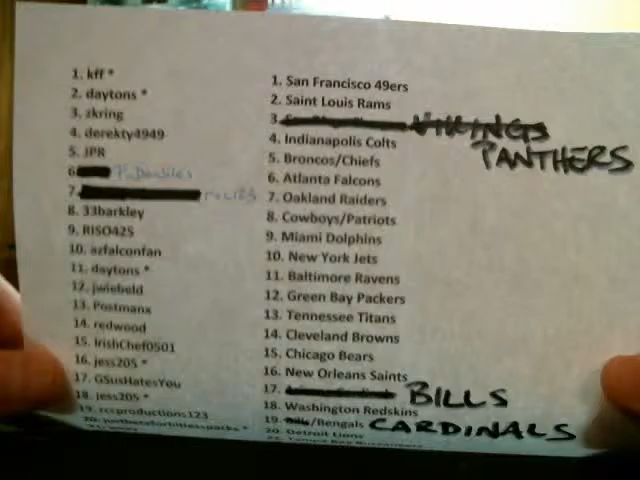 1. kff *
2. daytons *
3. zkring
4. derekty4949
5. JPR
6
7.
8. 33barkley
9. RISO425
10. azfalconfan
11. daytons *
12. jwiebeld
13. Postmanx
14. redwood
15. IrishChef0501
16. jess205 *
17. GSusHatesYou
18. jess205 *
19. rccproductions123
1. San Francisco 49ers
2. Saint Louis Rams
3. VIKINGS
PANTHERS
4. Indianapolis Colts
5. Broncos/Chiefs
6. Atlanta Falcons
7. Oakland Raiders
8. Cowboys/Patriots
9. Miami Dolphins
10. New York Jets
11. Baltimore Ravens
12. Green Bay Packers
13. Tennessee Titans
14. Cleveland Browns
15. Chicago Bears
16. New Orleans Saints
17. BILLS
18. Washington Redskins
19. Bills/Bengals CARDINALS
20. Detroit Lions